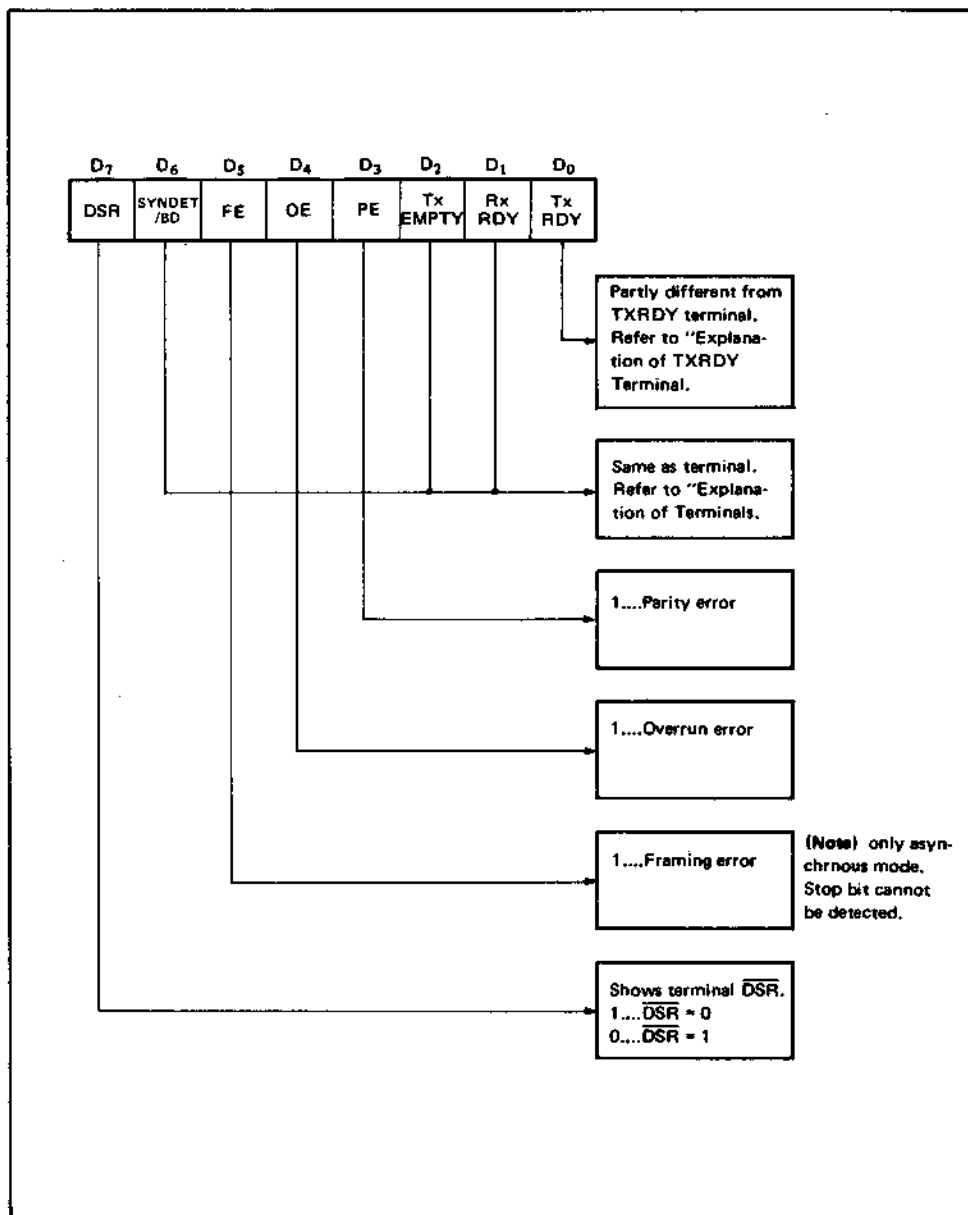 D7 D6 D5 D4 D3 D2 D1 D0
DSR SYNDET/BD FE OE PE Tx EMPTY Rx RDY Tx RDY
Partly different from
TXRDY terminal.
Refer to "Explana-
tion of TXRDY
Terminal.
Same as terminal.
Refer to "Explana-
tion of Terminals.
1....Parity error
1....Overrun error
1....Framing error
(Note) only asyn-
chrnous mode.
Stop bit cannot
be detected.
Shows terminal D̅S̅R̅.
1....D̅S̅R̅ = 0
0....D̅S̅R̅ = 1